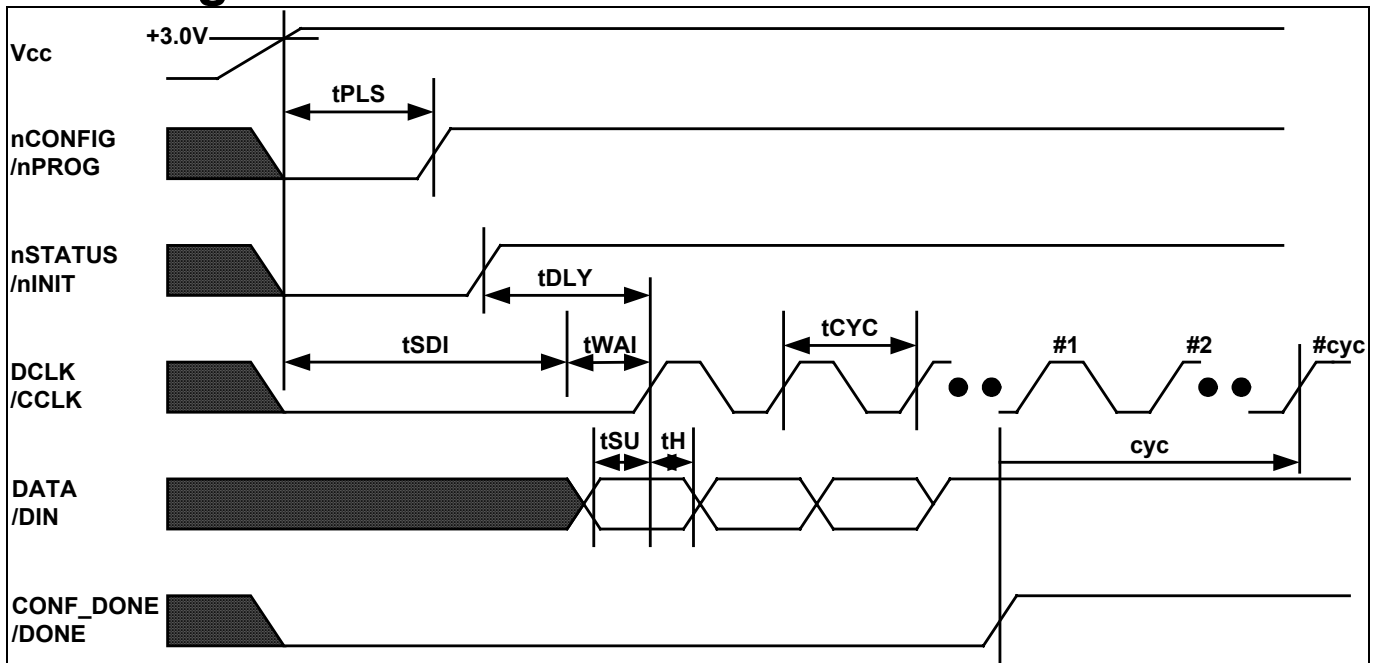 +3.0V
Vcc
tPLS
nCONFIG
/nPROG
nSTATUS
/nINIT
tDLY
tSDI
tWAI
tCYC
#1
#2
#cyc
DCLK
/CCLK
tSU
tH
cyc
DATA
/DIN
CONF_DONE
/DONE